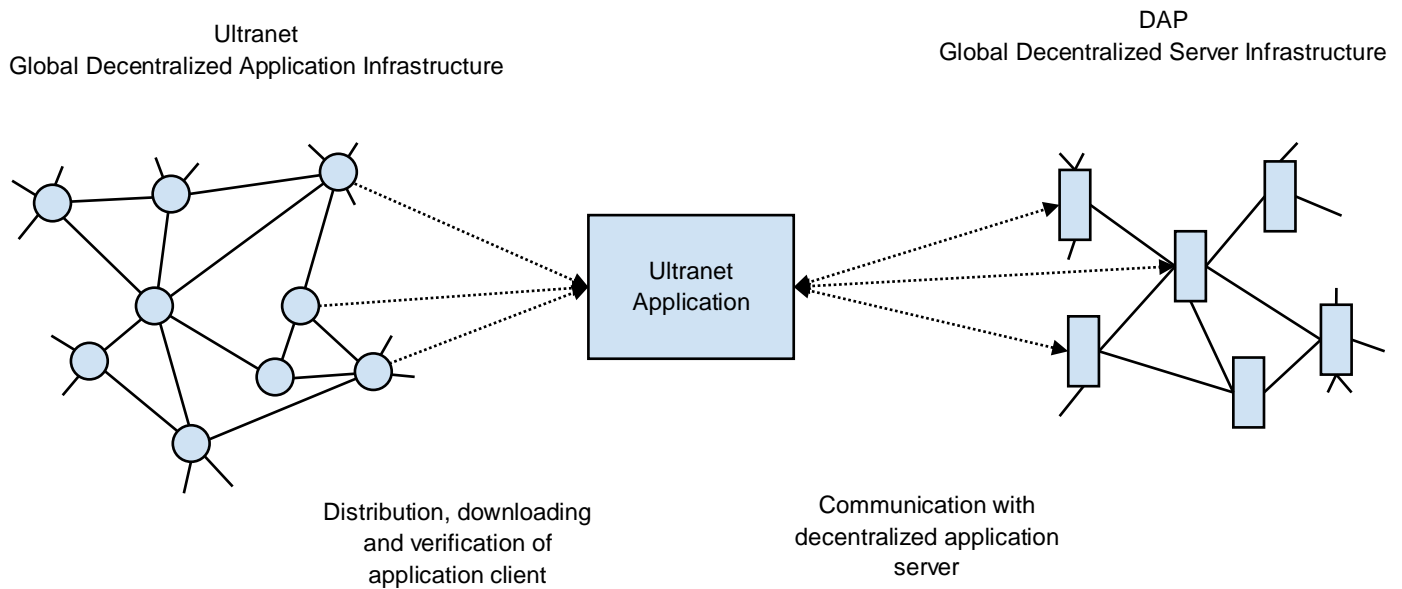 Ultranet
Global Decentralized Application Infrastructure
DAP
Global Decentralized Server Infrastructure
Ultranet
Application
Distribution, downloading
and verification of
application client
Communication with
decentralized application
server